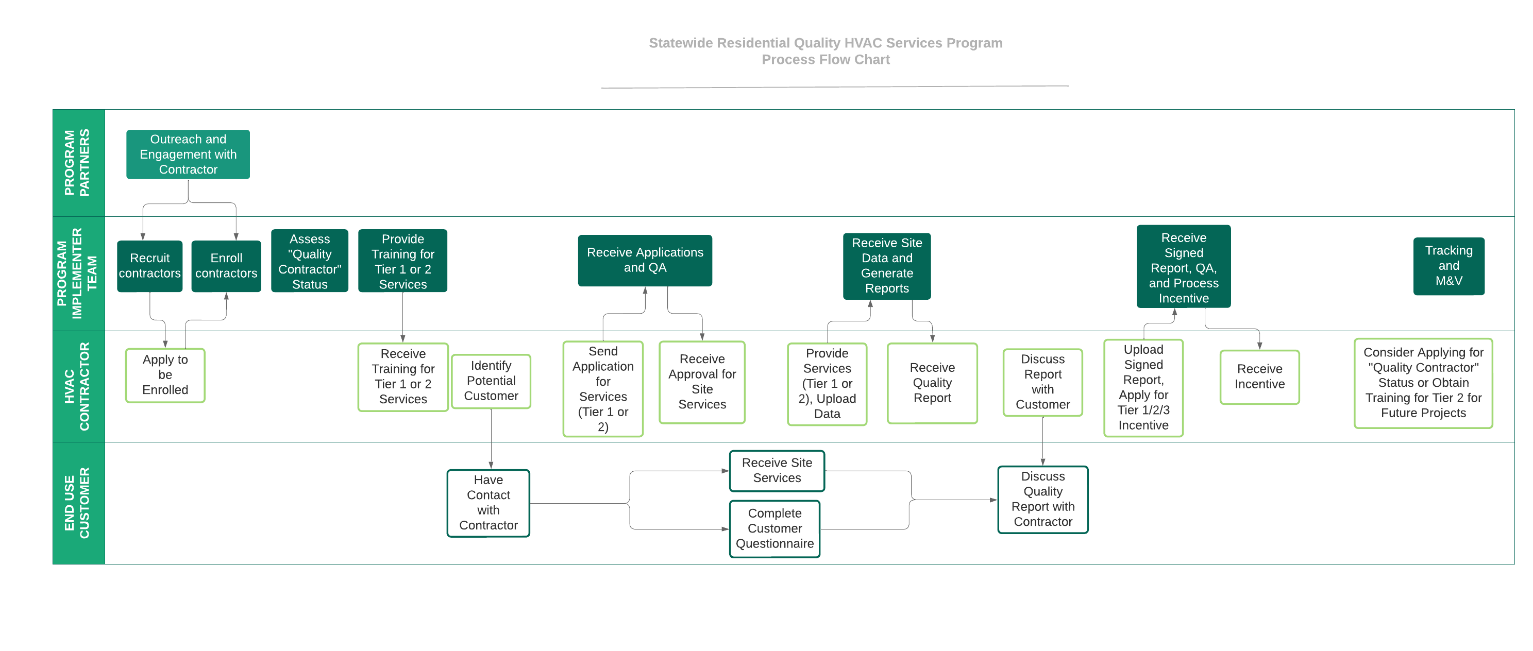 Statewide Residential Quality HVAC Services Program
Process Flow Chart
PROGRAM
PARTNERS
Outreach and
Engagement with
Contractor
PROGRAM
IMPLEMENTER
TEAM
Recruit
contractors
Enroll
contractors
Assess
"Quality
Contractor"
Status
Provide
Training for
Tier 1 or 2
Services
Receive Applications
and QA
Receive Site
Data and
Generate
Reports
Receive
Signed
Report, QA,
and Process
Incentive
Tracking
and
M&V
HVAC
CONTRACTOR
Apply to
be
Enrolled
Receive
Training for
Tier 1 or 2
Services
Identify
Potential
Customer
Send
Application
for
Services
(Tier 1 or
2)
Receive
Approval for
Site
Services
Provide
Services
(Tier 1 or
2), Upload
Data
Receive
Quality
Report
Discuss
Report
with
Customer
Upload
Signed
Report,
Apply for
Tier 1/2/3
Incentive
Receive
Incentive
Consider Applying for
"Quality Contractor"
Status or Obtain
Training for Tier 2 for
Future Projects
END USE
CUSTOMER
Have
Contact
with
Contractor
Receive Site
Services
Complete
Customer
Questionnaire
Discuss
Quality
Report with
Contractor